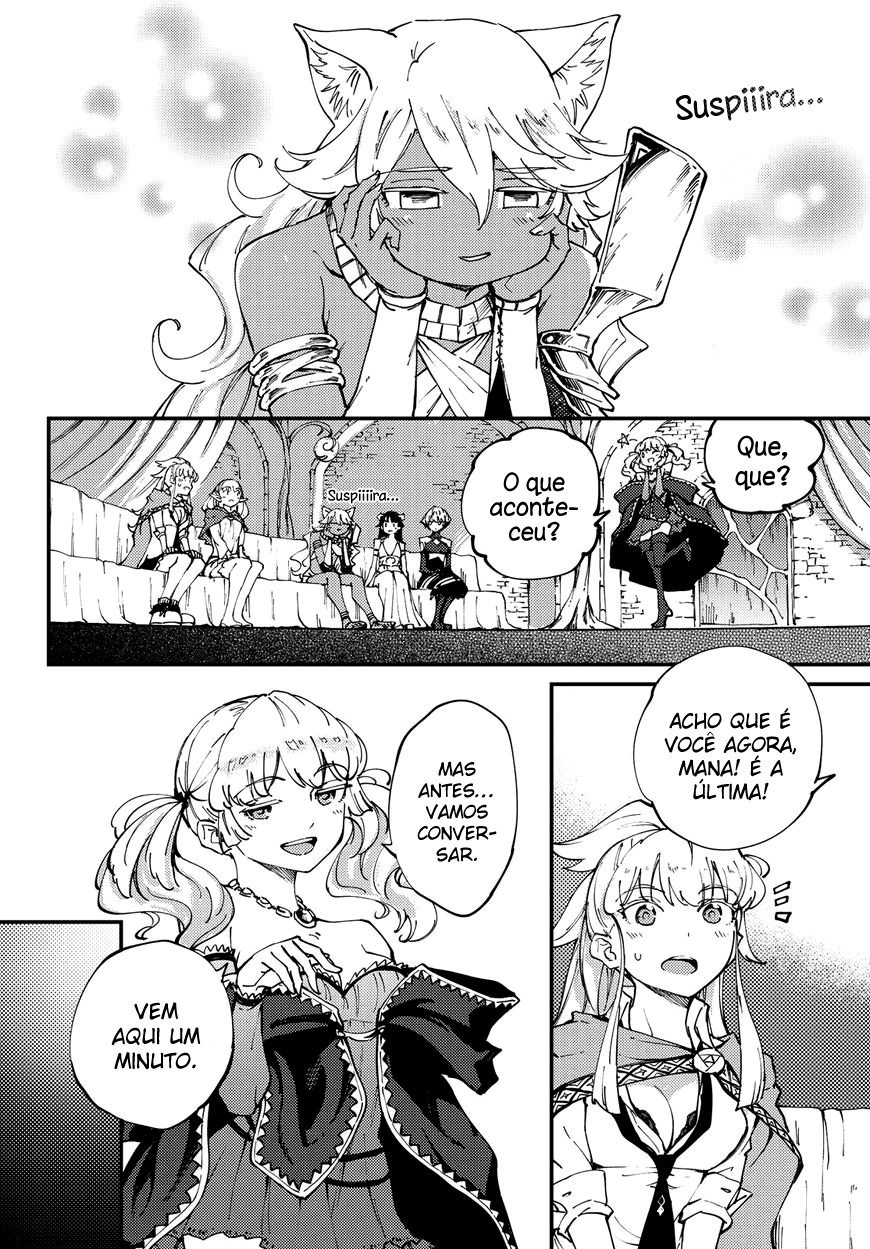 Suspiiira...
Que,
que?
O que
aconte-
ceu?
Suspiiiira...
ACHO QUE É
VOCÊ AGORA,
MANA! É A
ÚLTIMA!
MAS
ANTES...
VAMOS
CONVER-
SAR.
VEM
AQUI UM
MINUTO.